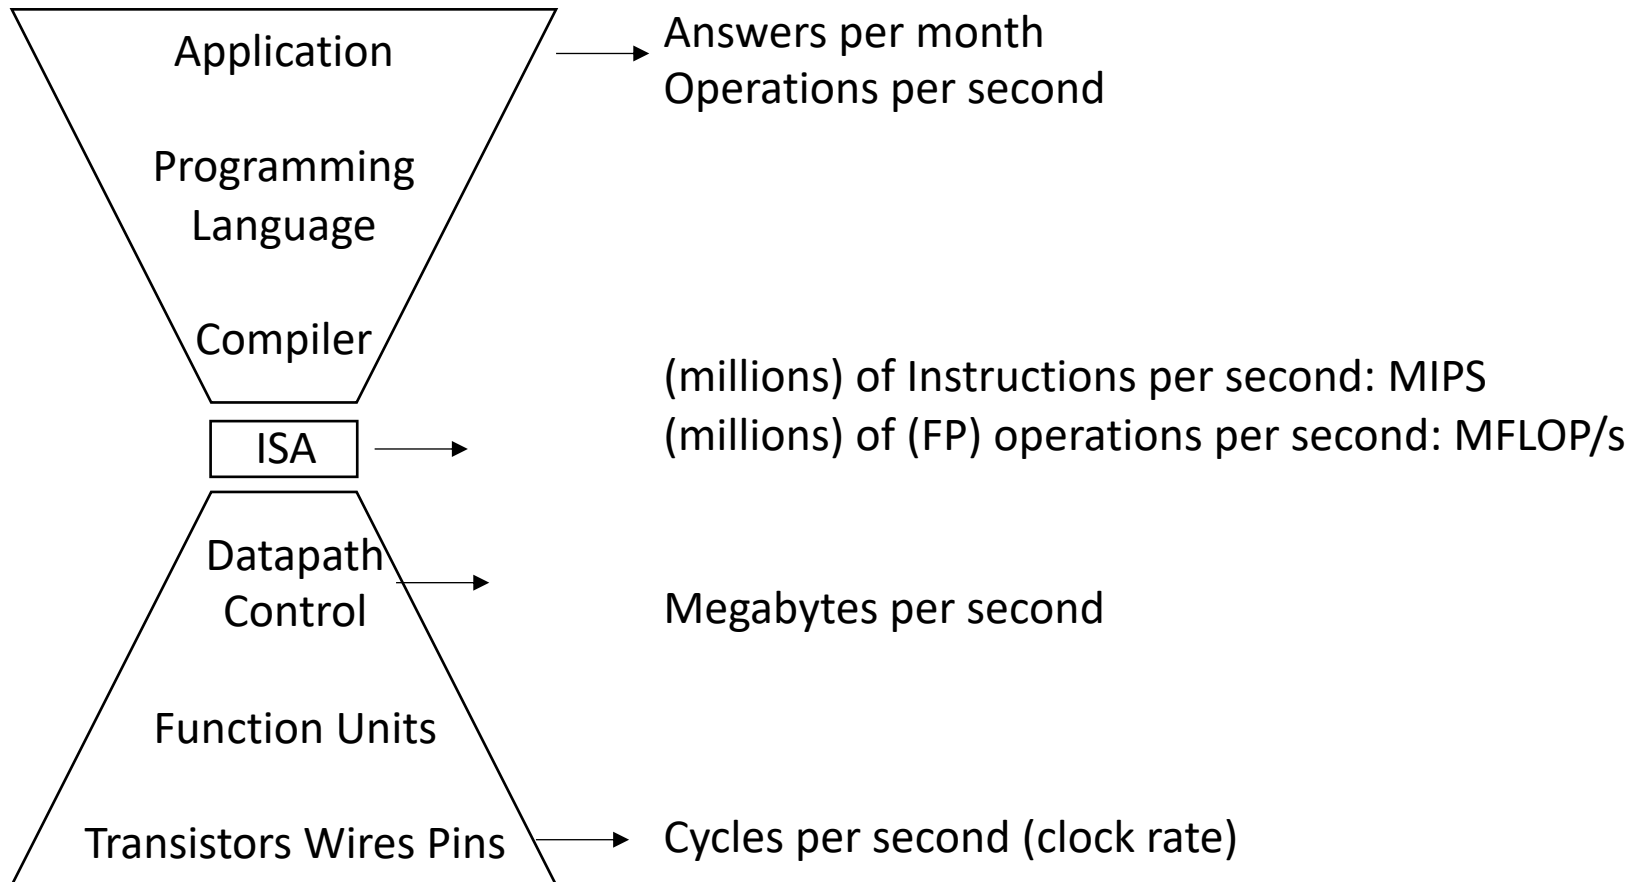 Application
Answers per month
Operations per second
Programming
Language
Compiler
(millions) of Instructions per second: MIPS
(millions) of (FP) operations per second: MFLOP/s
ISA
Datapath
Control
Megabytes per second
Function Units
Transistors Wires Pins
Cycles per second (clock rate)